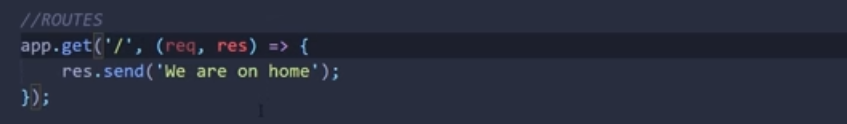 //ROUTES
app.get('/', (req, res) => {
    res.send('We are on home');
});